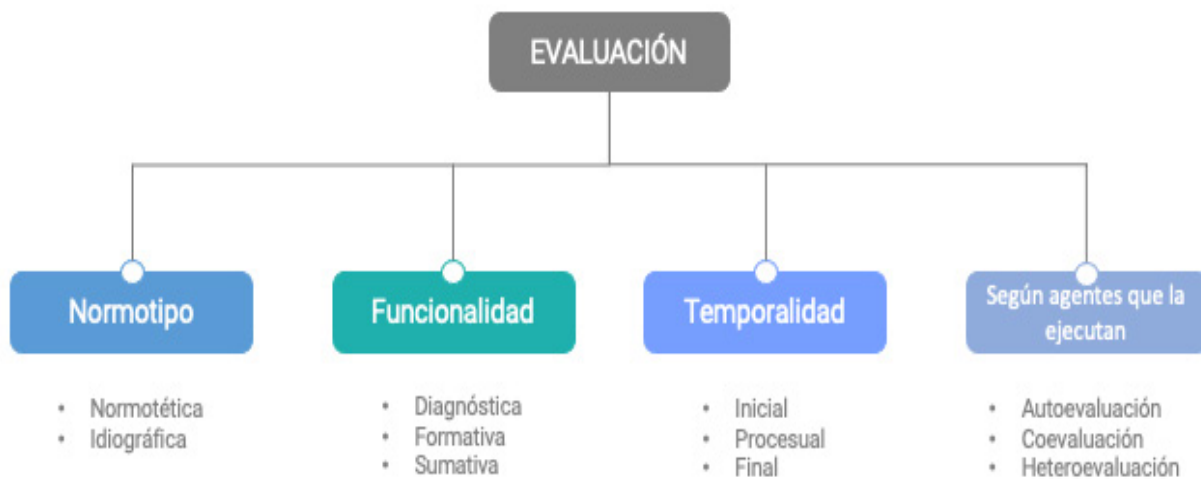 EVALUACIÓN
Normotipo
• Normotética
• Idiográfica
Funcionalidad
• Diagnóstica
• Formativa
• Sumativa
Temporalidad
• Inicial
• Procesual
• Final
Según agentes que la
ejecutan
• Autoevaluación
• Coevaluación
• Heteroevaluación